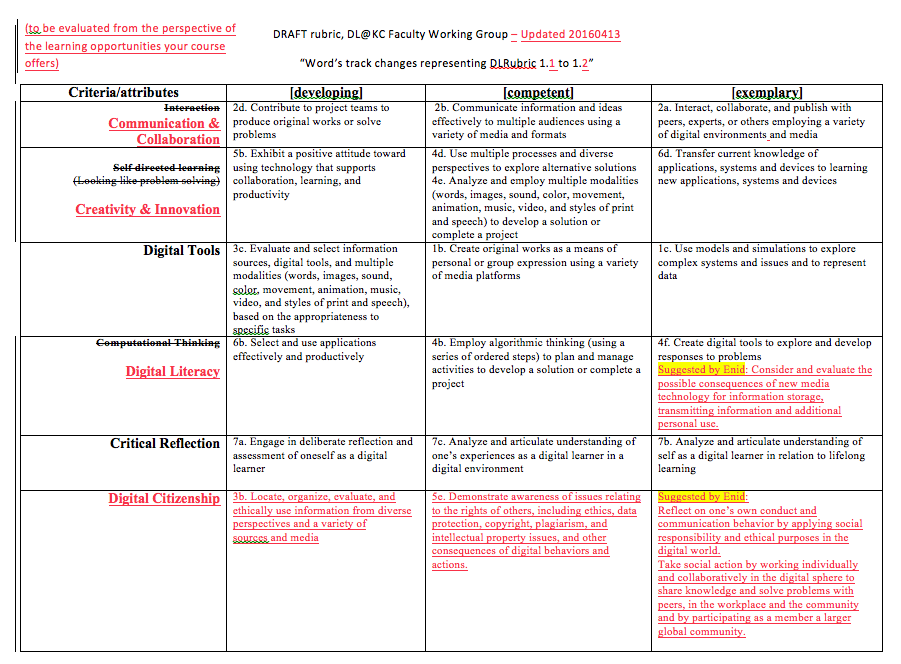 (to be evaluated from the perspective of
the learning opportunities your course
offers)
DRAFT rubric, DL@KC Faculty Working Group – Updated 20160413
“Word’s track changes representing DLRubric 1.1 to 1.2”
Criteria/attributes
[developing]
[competent]
[exemplary]
Interaction
Communication &
Collaboration
2d. Contribute to project teams to
produce original works or solve
problems
2b. Communicate information and ideas
effectively to multiple audiences using a
variety of media and formats
2a. Interact, collaborate, and publish with
peers, experts, or others employing a variety
of digital environments and media
Self directed learning
(Looking like problem solving)
Creativity & Innovation
5b. Exhibit a positive attitude toward
using technology that supports
collaboration, learning, and
productivity
4d. Use multiple processes and diverse
perspectives to explore alternative solutions
4e. Analyze and employ multiple modalities
(words, images, sound, color, movement,
animation, music, video, and styles of print
and speech) to develop a solution or
complete a project
6d. Transfer current knowledge of
applications, systems and devices to learning
new applications, systems and devices
Digital Tools
3c. Evaluate and select information
sources, digital tools, and multiple
modalities (words, images, sound,
color, movement, animation, music,
video, and styles of print and speech),
based on the appropriateness to
specific tasks
1b. Create original works as a means of
personal or group expression using a variety
of media platforms
1c. Use models and simulations to explore
complex systems and issues and to represent
data
Computational Thinking
Digital Literacy
6b. Select and use applications
effectively and productively
4b. Employ algorithmic thinking (using a
series of ordered steps) to plan and manage
activities to develop a solution or complete a
project
4f. Create digital tools to explore and develop
responses to problems
Suggested by Enid: Consider and evaluate the
possible consequences of new media
technology for information storage,
transmitting information and additional
personal use.
Critical Reflection
7a. Engage in deliberate reflection and
assessment of oneself as a digital
learner
7c. Analyze and articulate understanding of
one’s experiences as a digital learner in a
digital environment
7b. Analyze and articulate understanding of
self as a digital learner in relation to lifelong
learning
Digital Citizenship
3b. Locate, organize, evaluate, and
ethically use information from diverse
perspectives and a variety of
sources and media
5e. Demonstrate awareness of issues relating
to the rights of others, including ethics, data
protection, copyright, plagiarism, and
intellectual property issues, and other
consequences of digital behaviors and
actions.
Suggested by Enid:
Reflect on one’s own conduct and
communication behavior by applying social
responsibility and ethical purposes in the
digital world.
Take social action by working individually
and collaboratively in the digital sphere to
share knowledge and solve problems with
peers, in the workplace and the community
and by participating as a member a larger
global community.